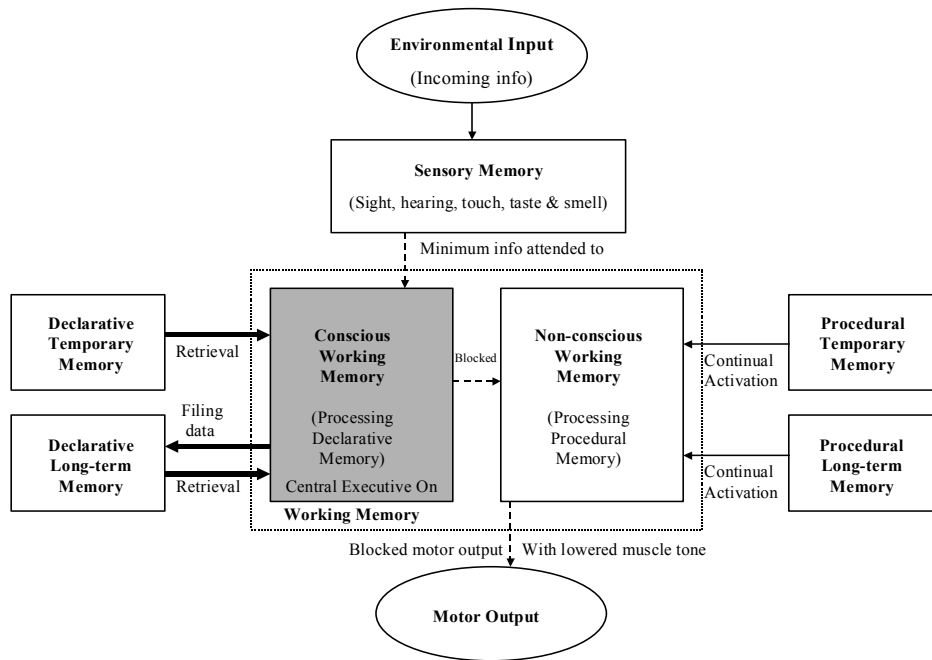 Environmental Input
(Incoming info)
Sensory Memory
(Sight, hearing, touch, taste & smell)
Minimum info attended to
Declarative
Temporary
Memory
Retrieval
Filing
data
Declarative
Long-term
Memory
Retrieval
Conscious
Working
Memory
(Processing
Declarative
Memory)
Central Executive On
Blocked
Non-conscious
Working
Memory
(Processing
Procedural
Memory)
Working Memory
Procedural
Temporary
Memory
Continual
Activation
Procedural
Long-term
Memory
Continual
Activation
Blocked motor output
With lowered muscle tone
Motor Output